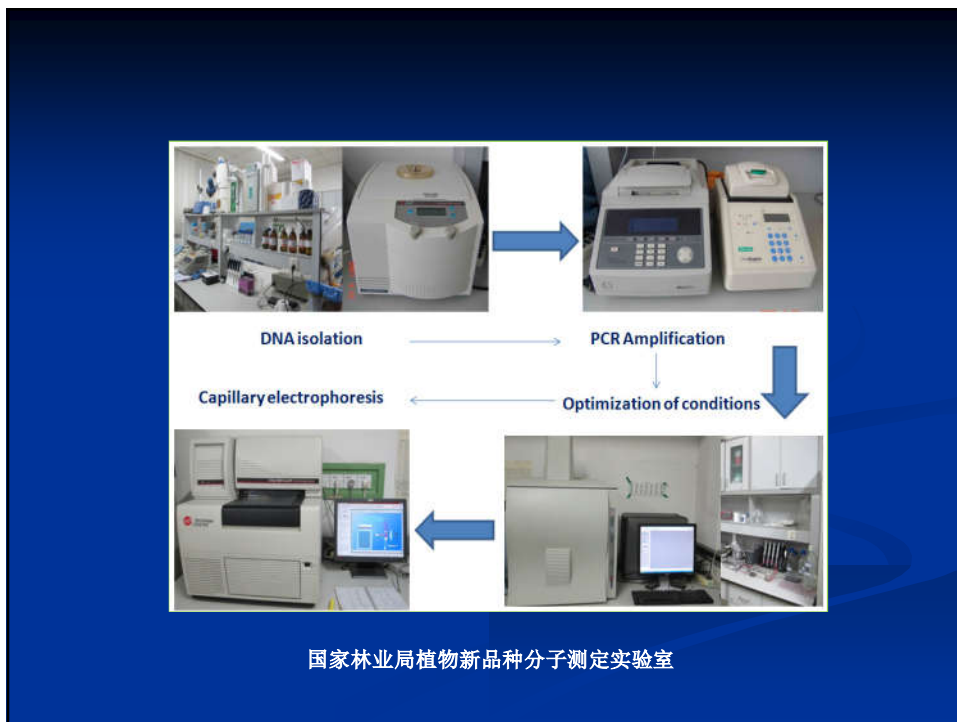 DNA isolation
PCR Amplification
Optimization of conditions
Capillary electrophoresis
国家林业局植物新品种分子测定实验室